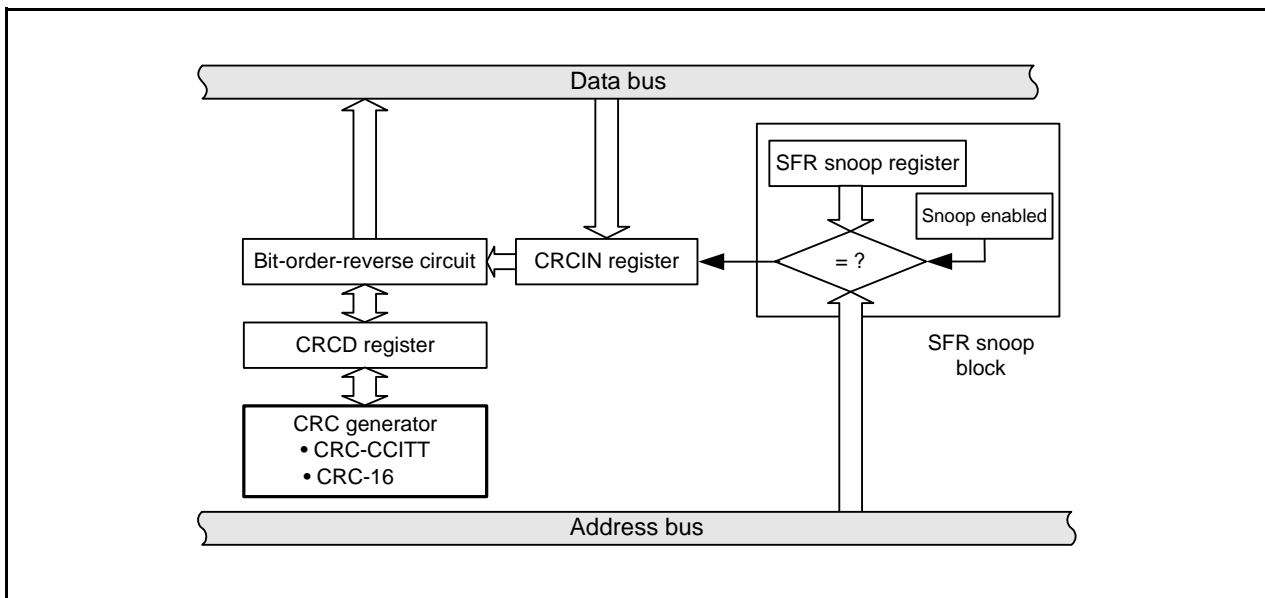 Data bus
SFR snoop register
Snoop enabled
Bit-order-reverse circuit
CRCIN register
= ?
CRCD register
SFR snoop
block
CRC generator
• CRC-CCITT
• CRC-16
Address bus